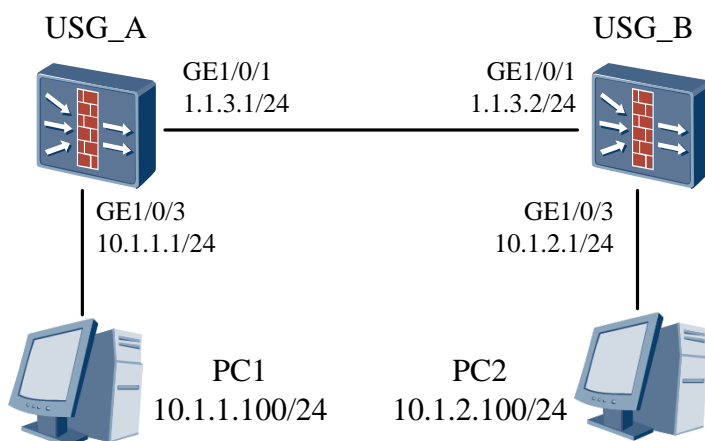 USG_A
USG_B
GE1/0/1
1.1.3.1/24
GE1/0/1
1.1.3.2/24
GE1/0/3
10.1.1.1/24
GE1/0/3
10.1.2.1/24
PC1
10.1.1.100/24
PC2
10.1.2.100/24